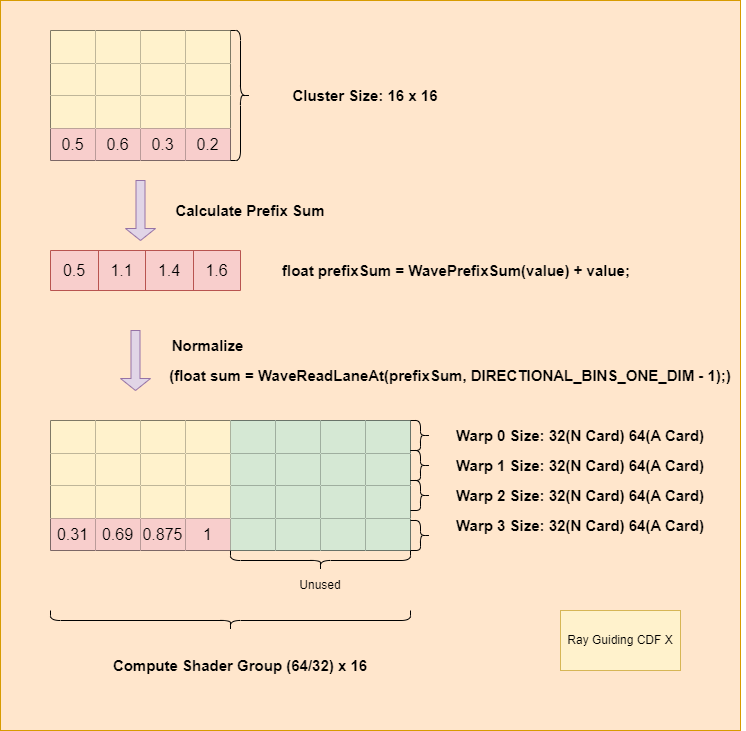 Cluster Size: 16 x 16
0.5 0.6 0.3 0.2
Calculate Prefix Sum
0.5 1.1 1.4 1.6
float prefixSum = WavePrefixSum(value) + value;
Normalize
(float sum = WaveReadLaneAt(prefixSum, DIRECTIONAL_BINS_ONE_DIM - 1);)
Warp 0 Size: 32(N Card) 64(A Card)
Warp 1 Size: 32(N Card) 64(A Card)
Warp 2 Size: 32(N Card) 64(A Card)
Warp 3 Size: 32(N Card) 64(A Card)
0.31 0.69 0.875 1
Unused
Ray Guiding CDF X
Compute Shader Group (64/32) x 16